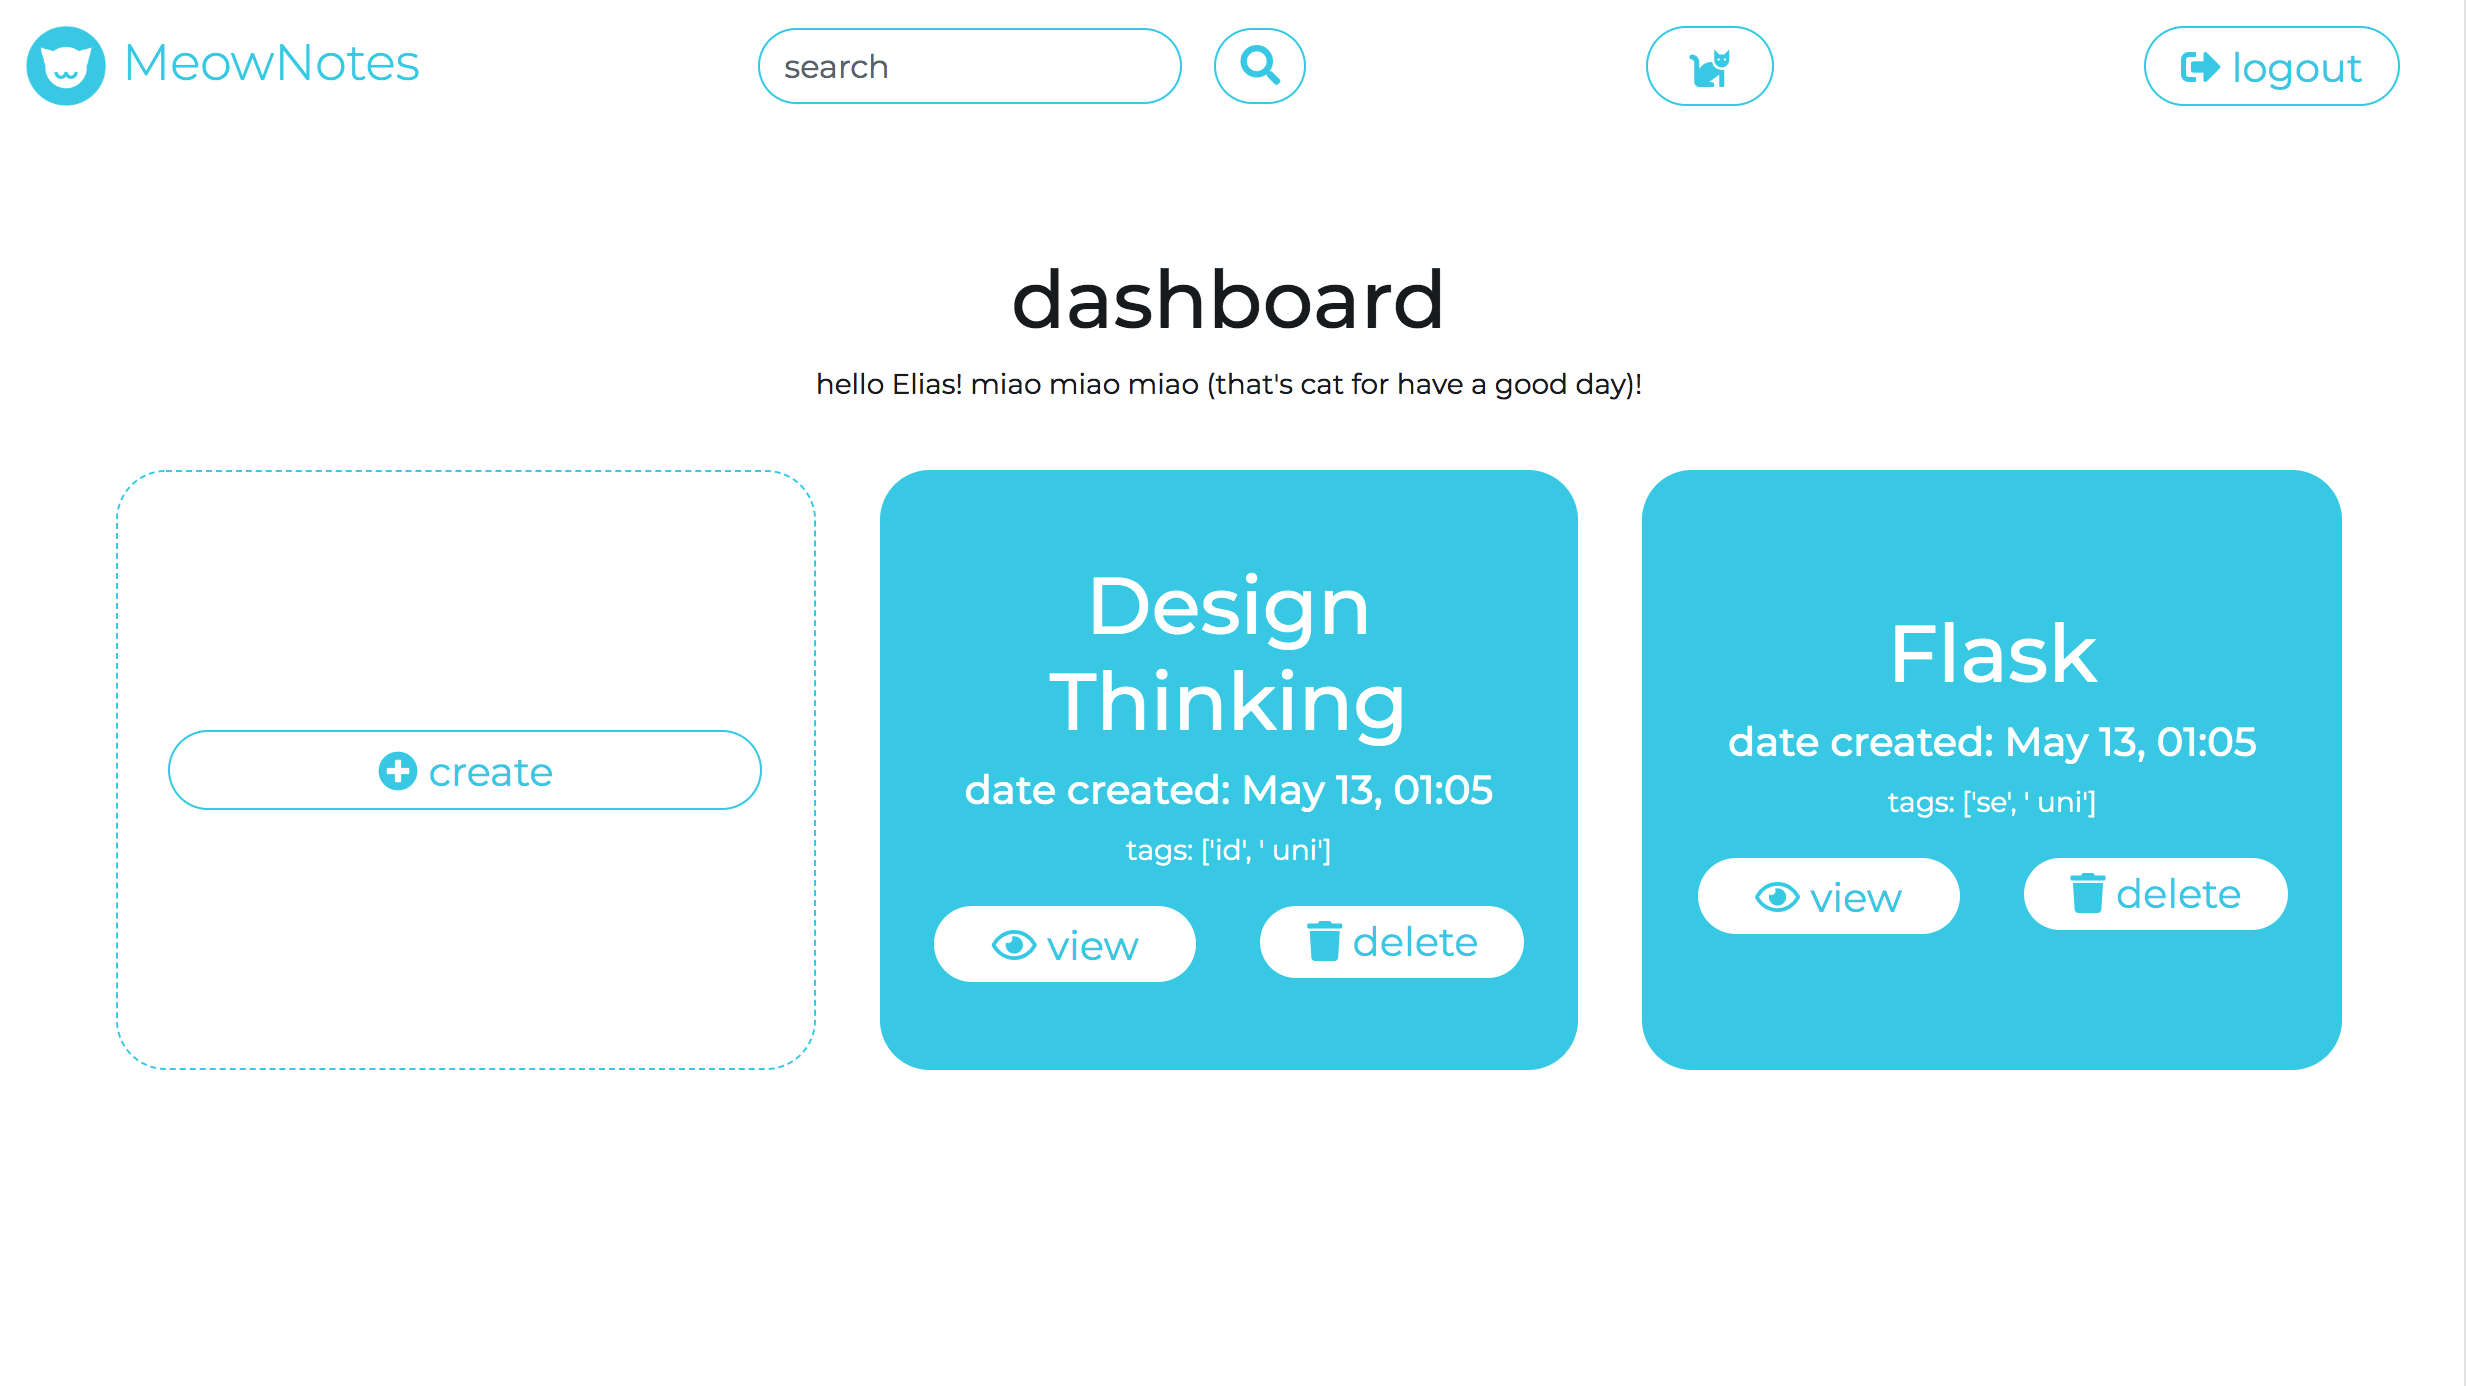 MeowNotes
search
logout
dashboard
hello Elias! miao miao miao (that's cat for have a good day)!
create
Design
Thinking
date created: May 13, 01:05
tags: ['id', ' uni']
view
delete
Flask
date created: May 13, 01:05
tags: ['se', ' uni']
view
delete